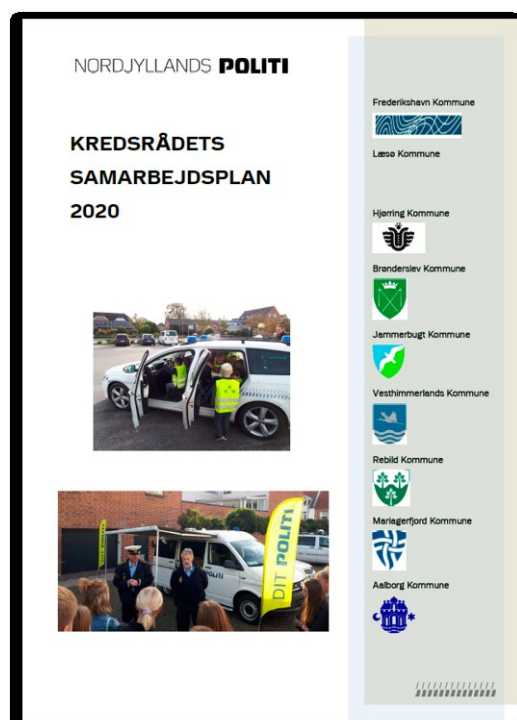 NORDJYLLANDS POLITI
KREDSRÅDETS
SAMARBEJDSPLAN
2020
Frederikshavn Kommune
Læsø Kommune
Hjørring Kommune
Brønderslev Kommune
Jammerbugt Kommune
Vesthimmerlands Kommune
Rebild Kommune
Mariagerfjord Kommune
Aalborg Kommune
POLITI
DIT POLITI